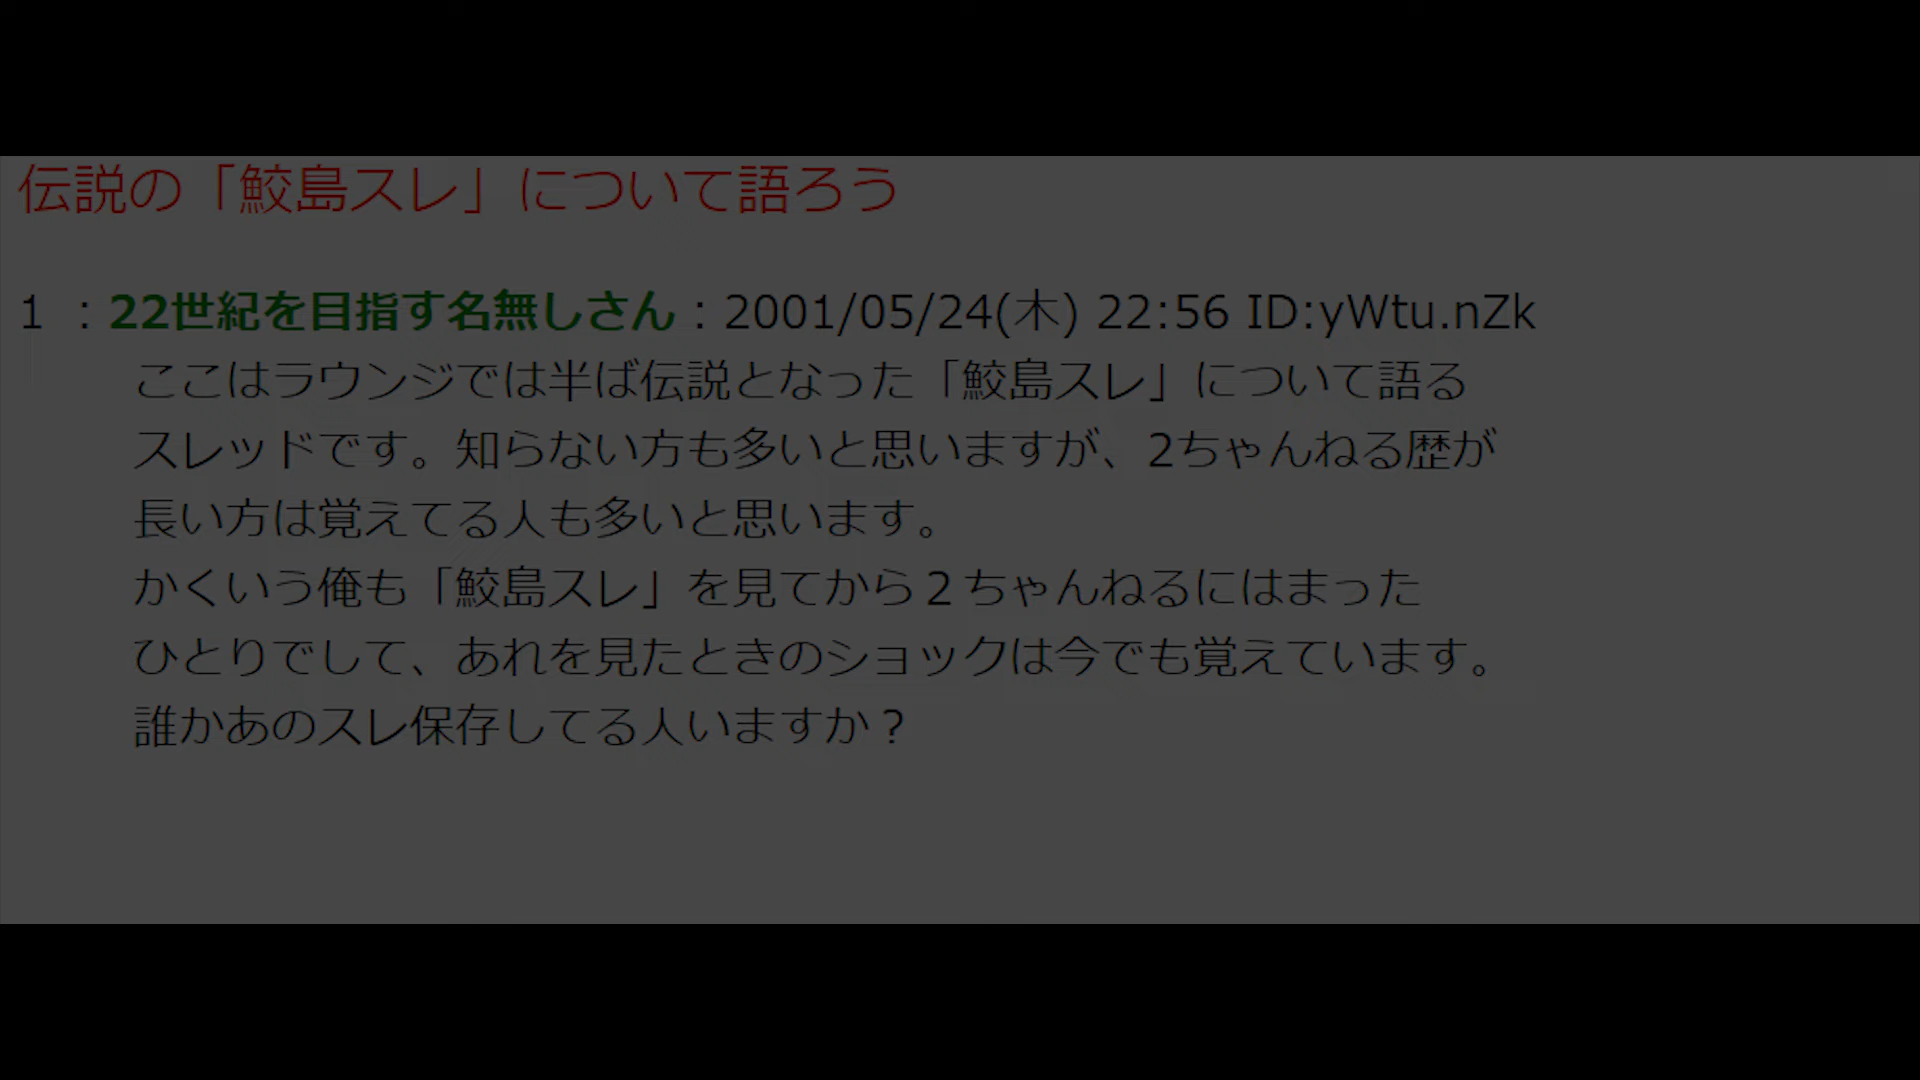 伝説の「鮫島スレ」について語ろう
1 ：22世紀を目指す名無しさん：2001/05/24(木) 22:56 ID:yWtu.nZk
ここはラウンジでは半ば伝説となった「鮫島スレ」について語る
スレッドです。知らない方も多いと思いますが、2ちゃんねる歴が
長い方は覚えてる人も多いと思います。
かくいう俺も「鮫島スレ」を見てから２ちゃんねるにはまった
ひとりでして、あれを見たときのショックは今でも覚えています。
誰かあのスレ保存してる人いますか？